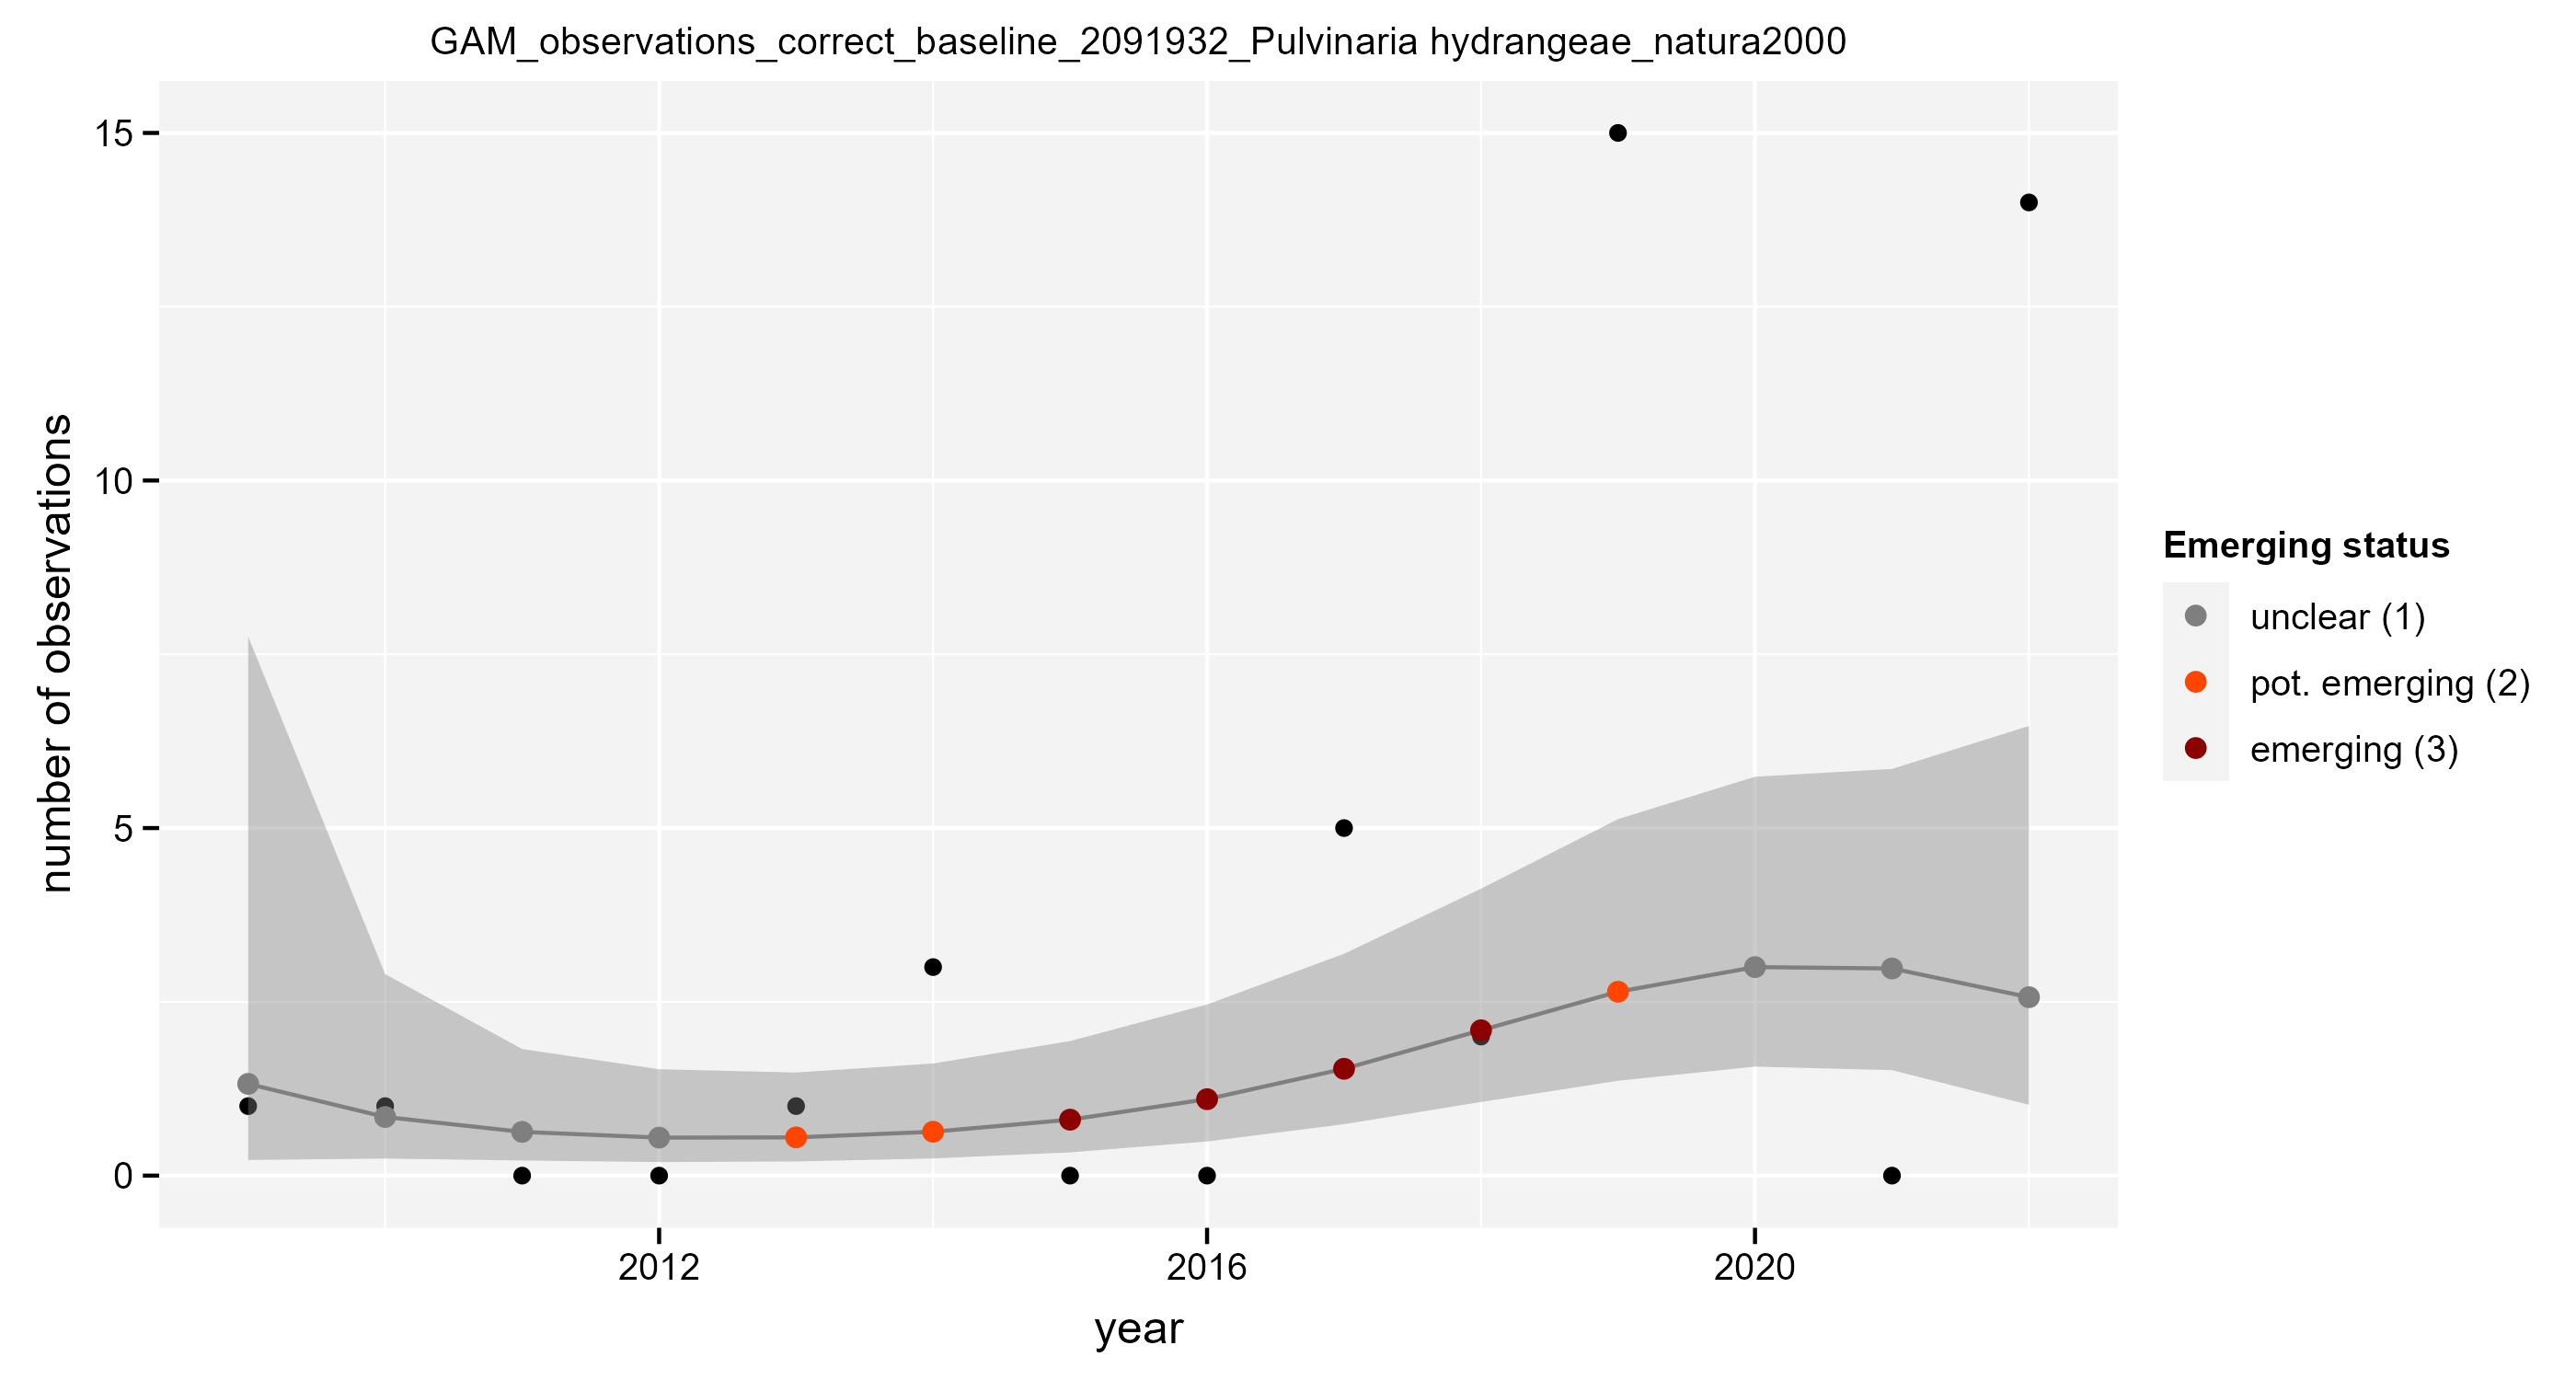 GAM_observations_correct_baseline_2091932_Pulvinaria hydrangeae_natura2000
number of observations
15
10
5
0
2012
2016
2020
year
Emerging status
unclear (1)
pot. emerging (2)
emerging (3)